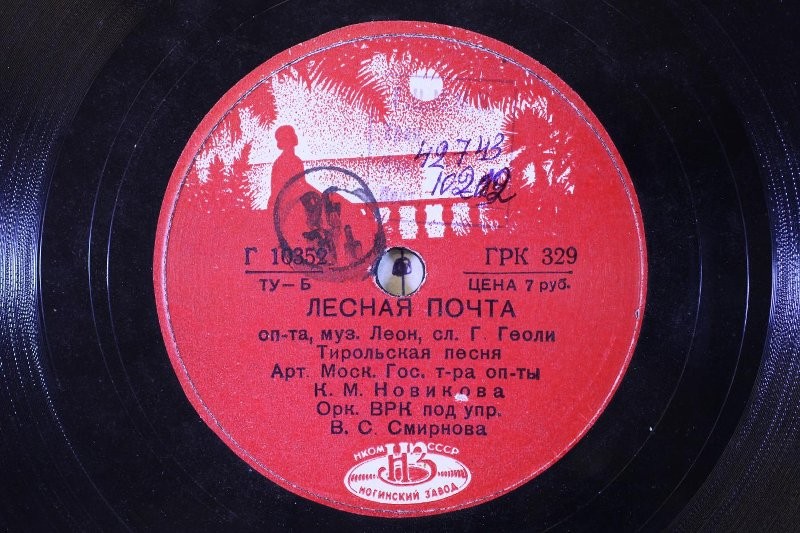 42743
Г 10352 ГРК 329
ТУ—Б ЦЕНА 7 руб.
ЛЕСНАЯ ПОЧТА
оп-та, муз. Леон, сл. Г. Геоли
Тирольская песня
Арт. Моск. Гос. т-ра оп-ты
К. М. Новикова
Орк. ВРК под упр.
В. С. Смирнова
НКОМ СССР
НЗ
НОГИНСКИЙ ЗАВОД